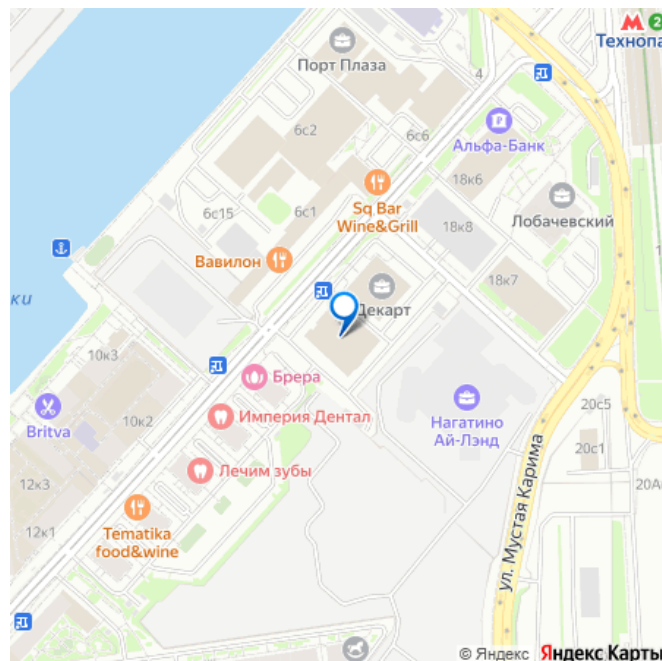 М 2
Технопа
Порт Плаза
4
6с2
6с6
Альфа-Банк
18к6
Sq Bar
Wine&Grill
6с15
6с1
18к8
Лобачевский
Вавилон
18к7
ки
Декарт
10к3
Брера
Britva
10к2
Империя Дентал
Нагатино
Ай-Лэнд
20с5
20с1
ул. Мустая Карима
Лечим зубы
12к3
20А
12к1
Tematika
food&wine
© Яндекс Яндекс Карты